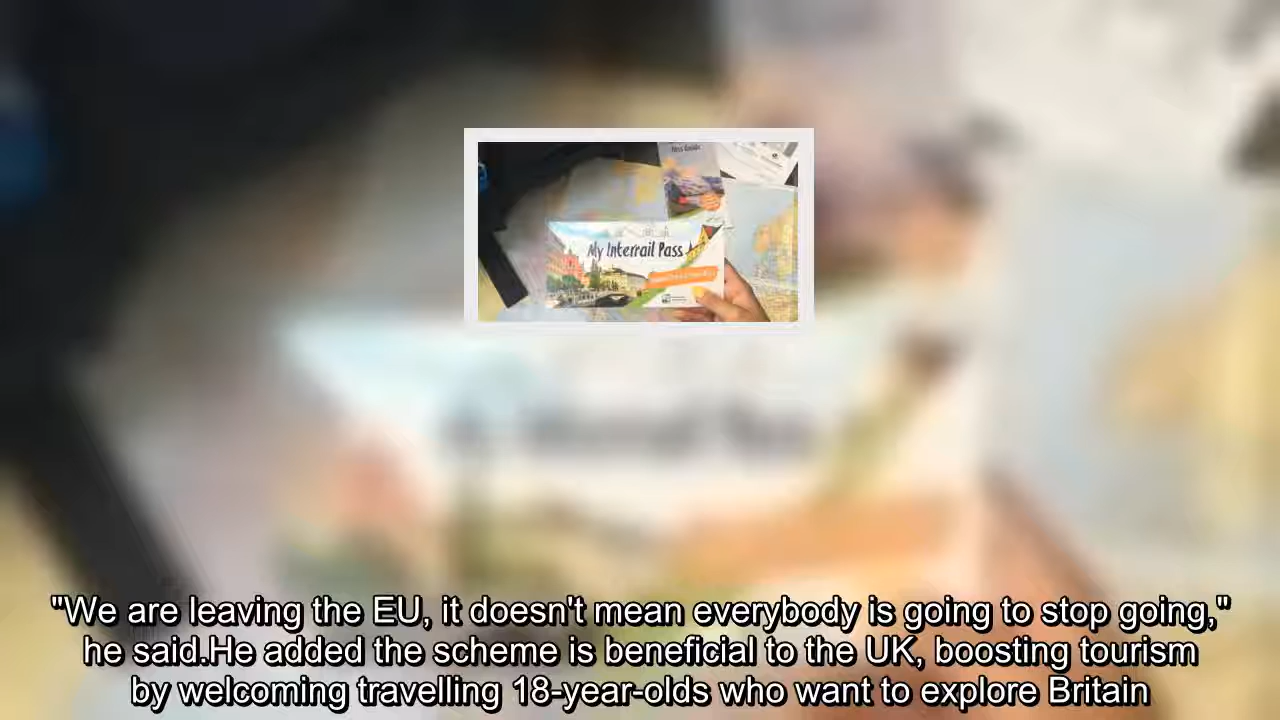 Pass Guide
My Interrail Pass
"We are leaving the EU, it doesn't mean everybody is going to stop going,"
he said.He added the scheme is beneficial to the UK, boosting tourism
by welcoming travelling 18-year-olds who want to explore Britain